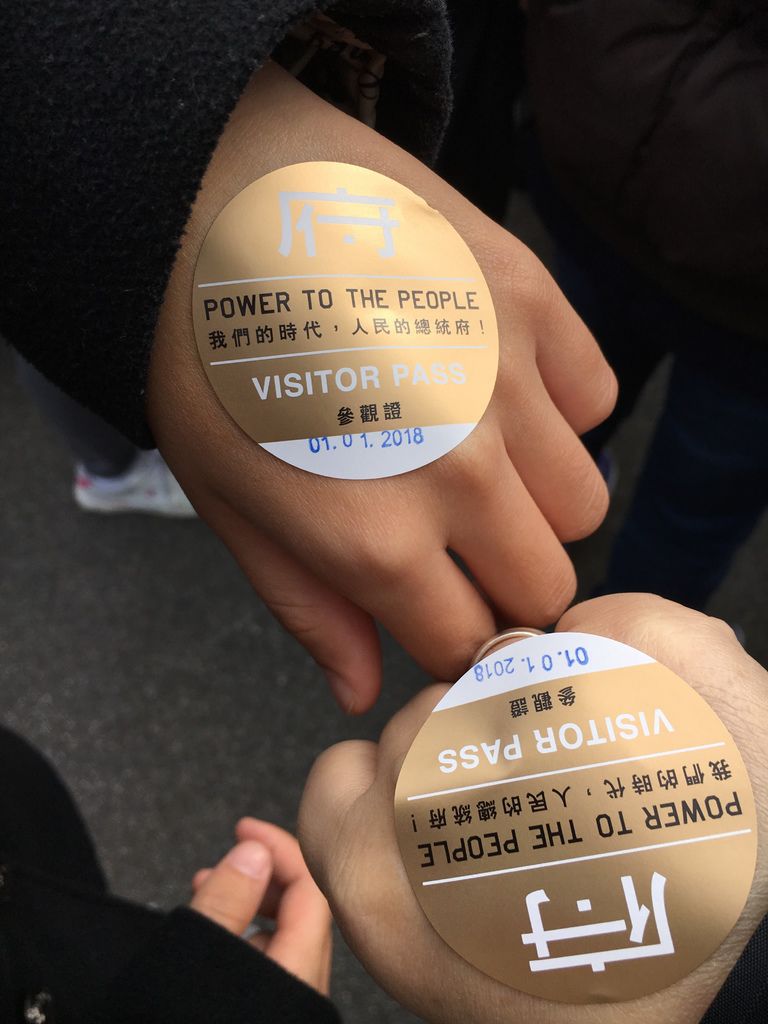 府
POWER TO THE PEOPLE
我們的時代，人民的總統府！
VISITOR PASS
參觀證
01.01.2018
府
POWER TO THE PEOPLE
我們的時代，人民的總統府！
VISITOR PASS
參觀證
01.01.2018